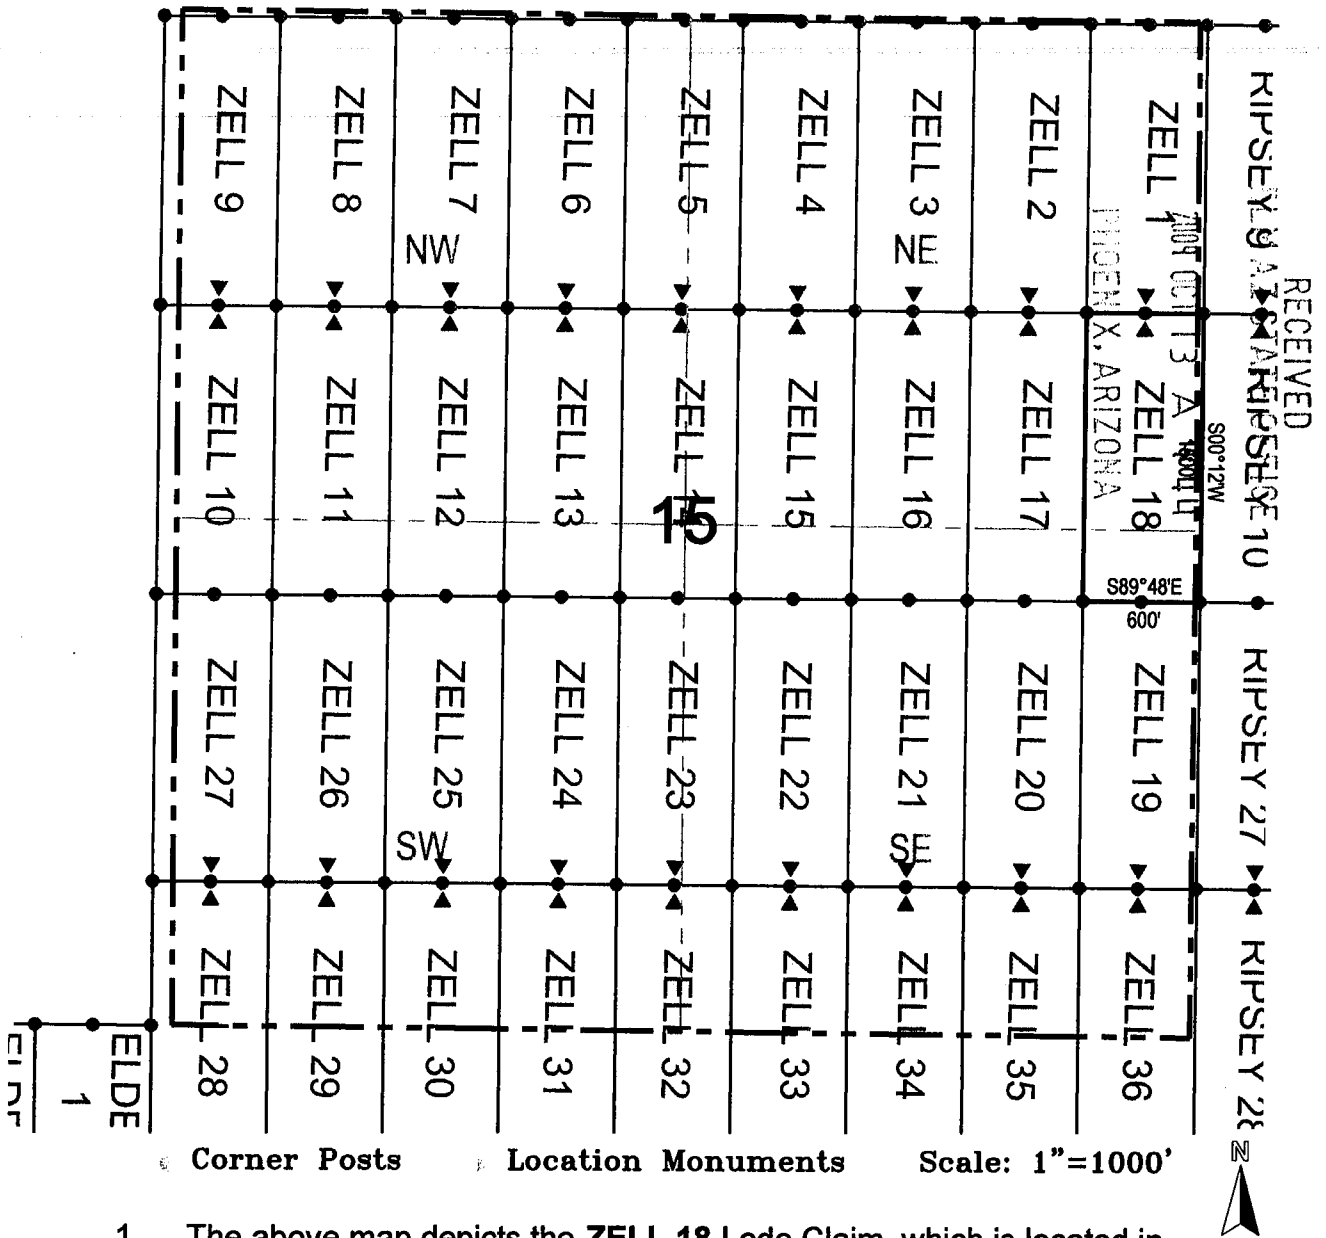 ZELL 9
ZELL 8
ZELL 7
ZELL 6
ZELL 5
ZELL 4
ZELL 3
ZELL 2
ZELL 1
RIPSEY 9
NW
NE
RECEIVED
PHOENIX, ARIZONA
OCT 13 A
ZELL 10
ZELL 11
ZELL 12
ZELL 13
ZELL
ZELL 15
ZELL 16
ZELL 17
ZELL 18
RIPSEY 10
S00°12'W
15
S89°48'E
600'
ZELL 27
ZELL 26
ZELL 25
ZELL 24
ZELL 23
ZELL 22
ZELL 21
ZELL 20
ZELL 19
RIPSEY 27
SW
SE
ZELL 28
ZELL 29
ZELL 30
ZELL 31
ZELL 32
ZELL 33
ZELL 34
ZELL 35
ZELL 36
RIPSEY 28
ELDE
1
Corner Posts Location Monuments Scale: 1"=1000'
N
1. The above map depicts the ZELL 18 Lode Claim, which is located in